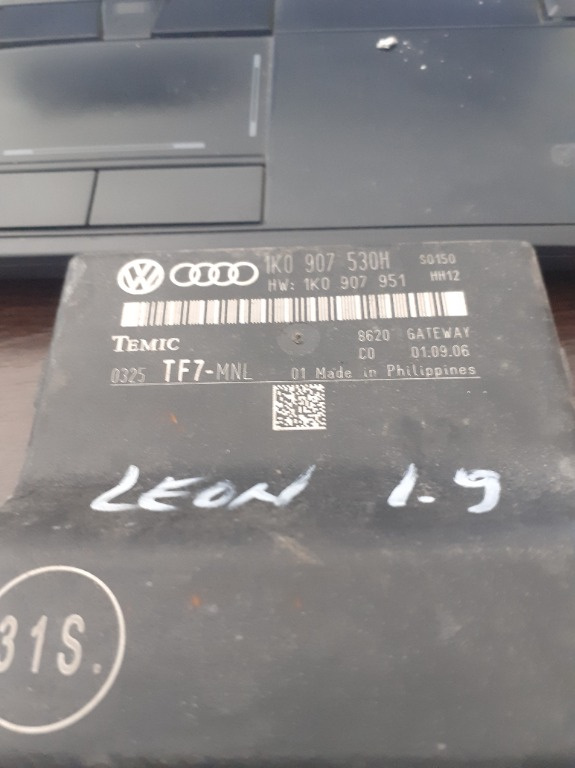 1K0 907 530H S0150
HW: 1K0 907 951 HH12
TEMIC 8620 GATEWAY
C0 01.09.06
0325 TF7-MNL 01 Made in Philippines
LEON 1.9
31S.